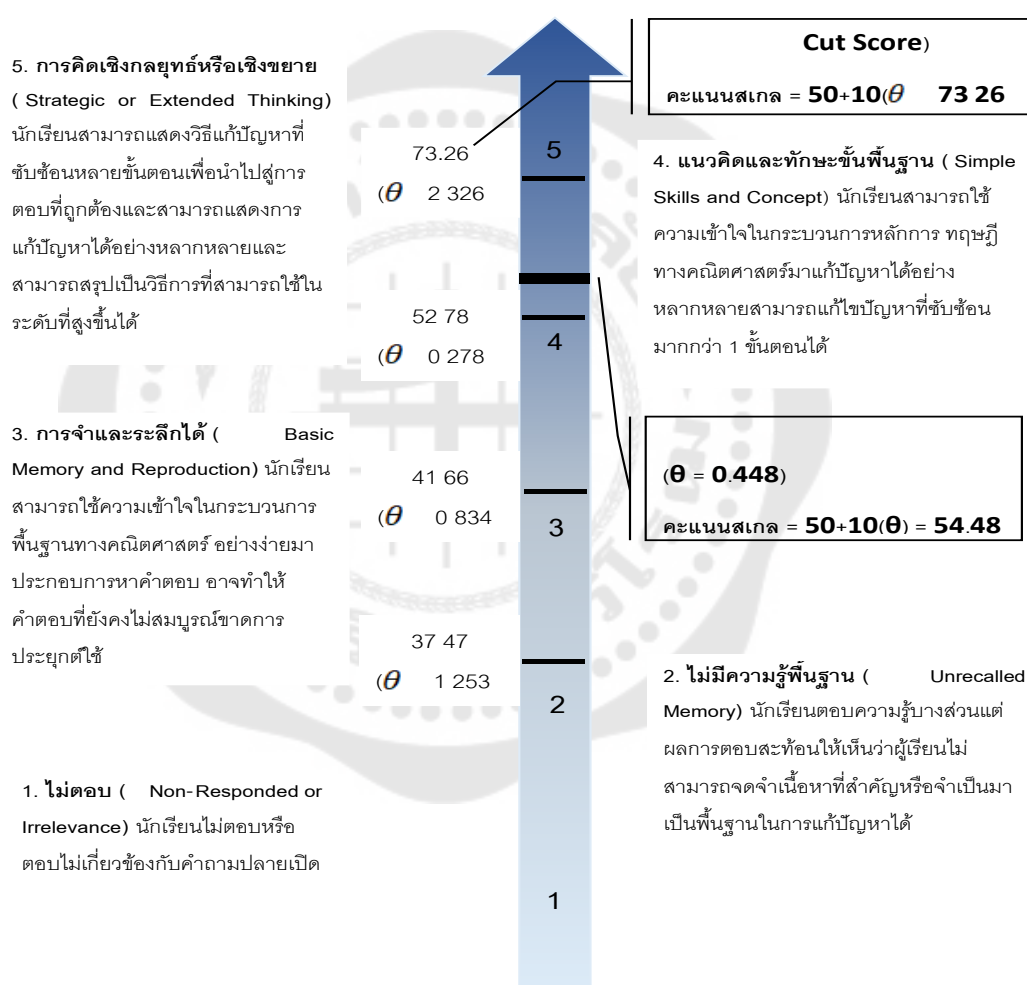 5. การคิดเชิงกลยุทธ์หรือเชิงขยาย
( Strategic or Extended Thinking)
นักเรียนสามารถแสดงวิธีแก้ปัญหาที่
ซับซ้อนหลายขั้นตอนเพื่อนำไปสู่การ
ตอบที่ถูกต้องและสามารถแสดงการ
แก้ปัญหาได้อย่างหลากหลายและ
สามารถสรุปเป็นวิธีการที่สามารถใช้ใน
ระดับที่สูงขึ้นได้
73.26
(θ 2 326
5
Cut Score)
คะแนนสเกล = 50+10(θ 73 26
4. แนวคิดและทักษะขั้นพื้นฐาน ( Simple
Skills and Concept) นักเรียนสามารถใช้
ความเข้าใจในกระบวนการหลักการ ทฤษฎี
ทางคณิตศาสตร์มาแก้ปัญหาได้อย่าง
หลากหลายสามารถแก้ไขปัญหาที่ซับซ้อน
มากกว่า 1 ขั้นตอนได้
52 78
(θ 0 278
4
3. การจำและระลึกได้ ( Basic
Memory and Reproduction) นักเรียน
สามารถใช้ความเข้าใจในกระบวนการ
พื้นฐานทางคณิตศาสตร์ อย่างง่ายมา
ประกอบการหาคำตอบ อาจทำให้
คำตอบที่ยังคงไม่สมบูรณ์ขาดการ
ประยุกต์ใช้
41 66
(θ 0 834
3
(θ = 0.448)
คะแนนสเกล = 50+10(θ) = 54.48
37 47
(θ 1 253
2
2. ไม่มีความรู้พื้นฐาน ( Unrecalled
Memory) นักเรียนตอบความรู้บางส่วนแต่
ผลการตอบสะท้อนให้เห็นว่าผู้เรียนไม่
สามารถจดจำเนื้อหาที่สำคัญหรือจำเป็นมา
เป็นพื้นฐานในการแก้ปัญหาได้
1. ไม่ตอบ ( Non-Responded or
Irrelevance) นักเรียนไม่ตอบหรือ
ตอบไม่เกี่ยวข้องกับคำถามปลายเปิด
1